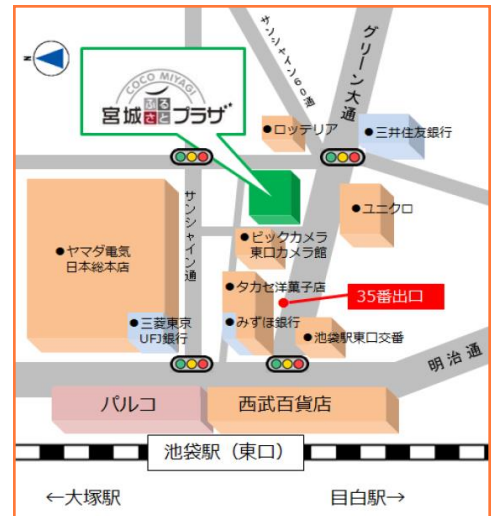 N
COCO MIYAGI
宮城ふるさとプラザ
サンシャイン60通
グリーン大通
●ロッテリア
●三井住友銀行
サンシャイン通
●ヤマダ電気
日本総本店
●ビックカメラ
東口カメラ館
●ユニクロ
●タカセ洋菓子店
35番出口
●三菱東京
UFJ銀行
●みずほ銀行
●池袋駅東口交番
明治通
パルコ
西武百貨店
池袋駅（東口）
←大塚駅
目白駅→